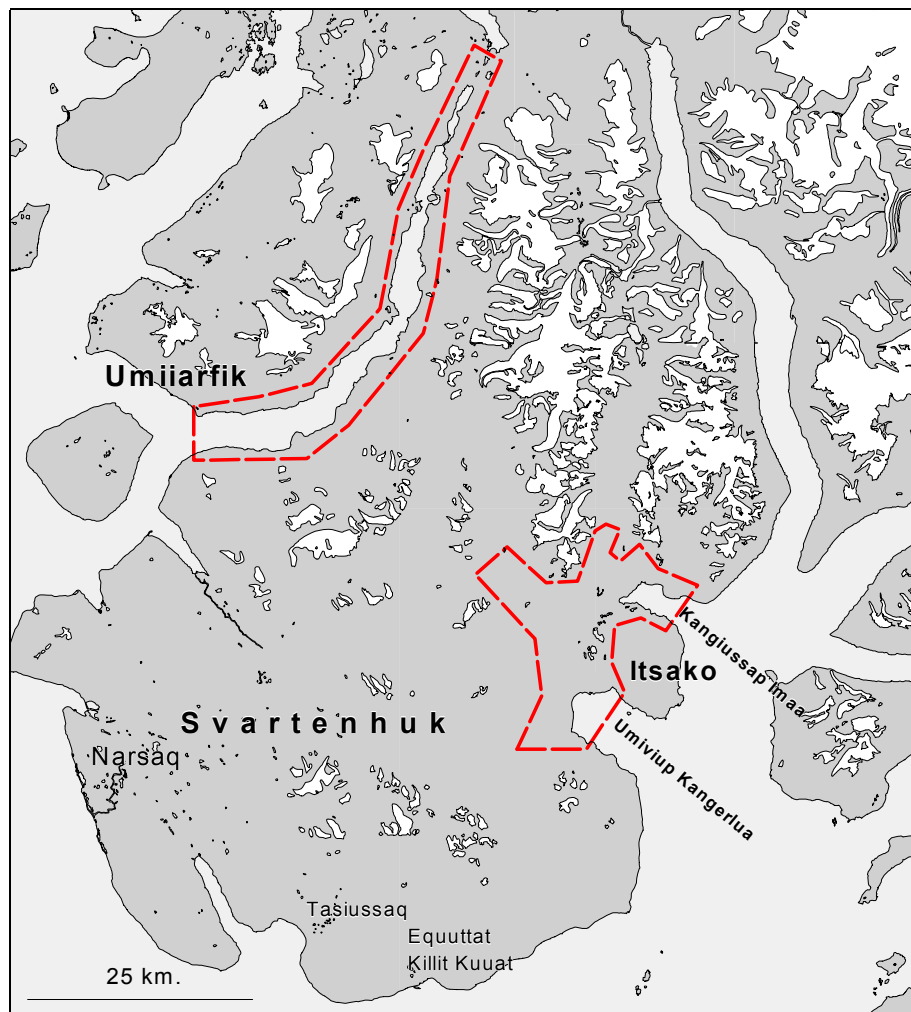 Umiiarfik
Kangiussap Imaa
Itsako
Svartenhuk
Umiviup Kangerlua
Narsaq
Tasiussaq
Equuttat
Killit Kuuat
25 km.